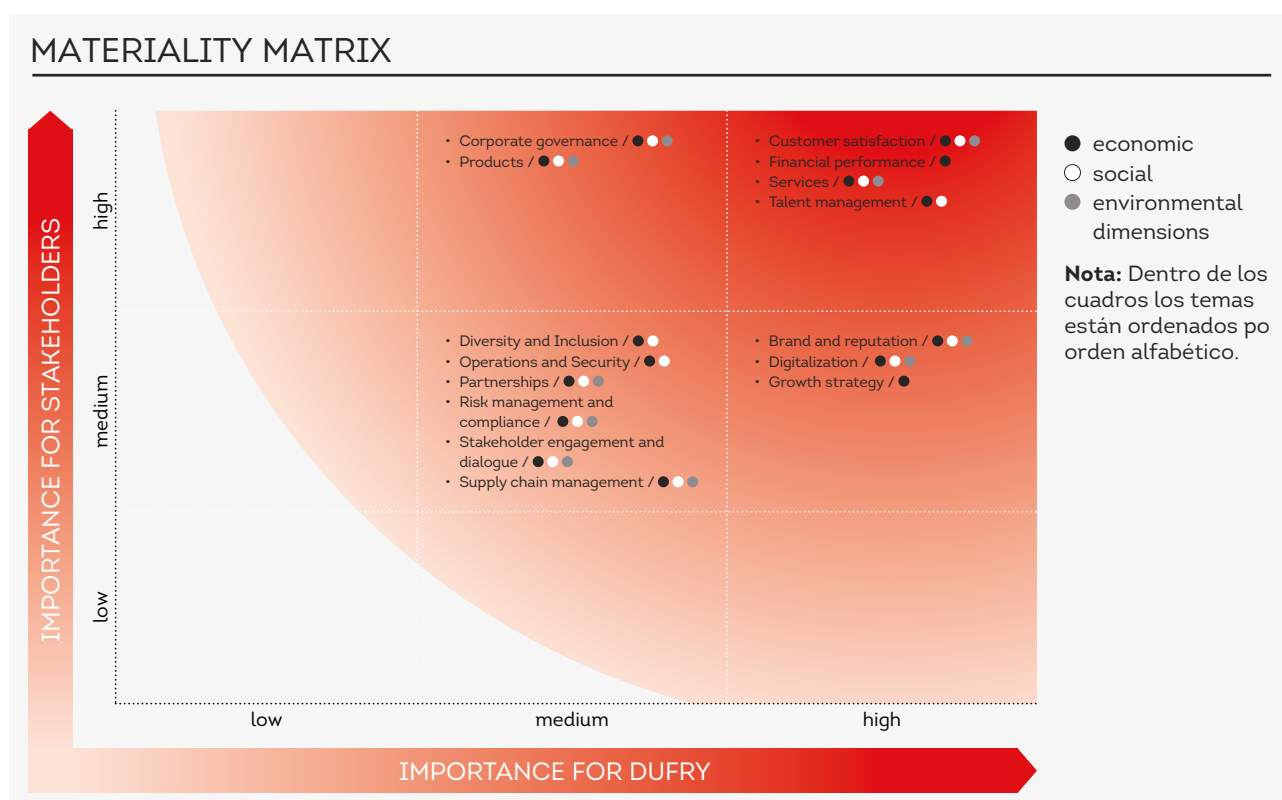 MATERIALITY MATRIX
IMPORTANCE FOR STAKEHOLDERS
high
medium
low
• Corporate governance /
• Products /
• Customer satisfaction /
• Financial performance /
• Services /
• Talent management /
• Diversity and Inclusion /
• Operations and Security /
• Partnerships /
• Risk management and
compliance /
• Stakeholder engagement and
dialogue /
• Supply chain management /
• Brand and reputation /
• Digitalization /
• Growth strategy /
low
medium
high
IMPORTANCE FOR DUFRY
economic
social
environmental
dimensions
Nota: Dentro de los
cuadros los temas
están ordenados po
orden alfabético.